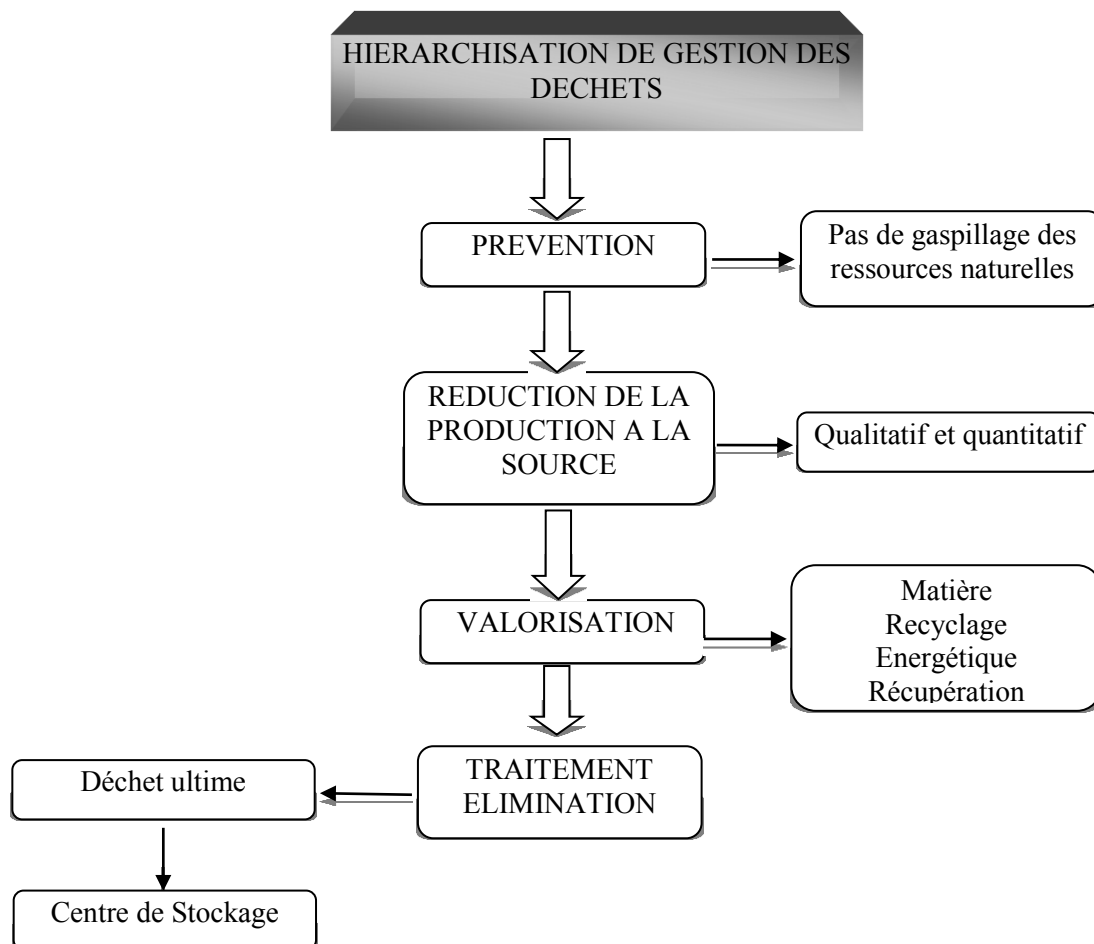 HIERARCHISATION DE GESTION DES
DECHETS
PREVENTION
Pas de gaspillage des
ressources naturelles
REDUCTION DE LA
PRODUCTION A LA
SOURCE
Qualitatif et quantitatif
VALORISATION
Matière
Recyclage
Energétique
Récupération
TRAITEMENT
ELIMINATION
Déchet ultime
Centre de Stockage